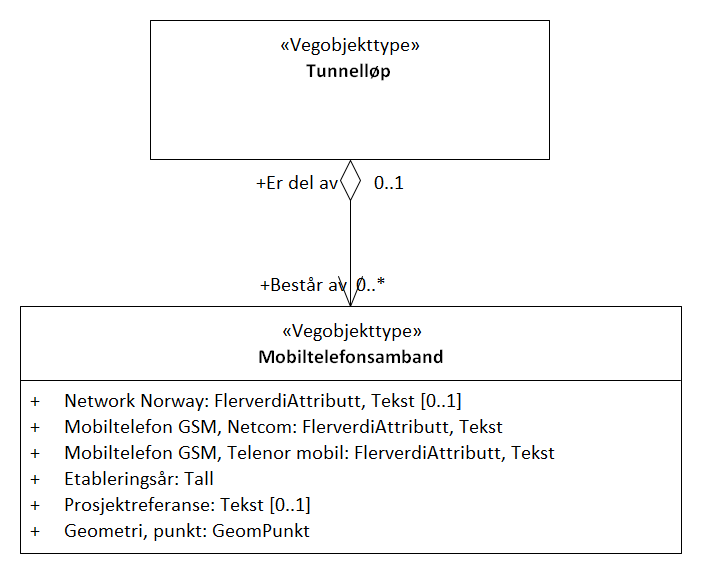 «Vegobjekttype»
Tunnelløp
+Er del av 0..1
+Består av 0..*
«Vegobjekttype»
Mobiltelefonsamband
+ Network Norway: FlerverdiAttributt, Tekst [0..1]
+ Mobiltelefon GSM, Netcom: FlerverdiAttributt, Tekst
+ Mobiltelefon GSM, Telenor mobil: FlerverdiAttributt, Tekst
+ Etableringsår: Tall
+ Prosjektreferanse: Tekst [0..1]
+ Geometri, punkt: GeomPunkt